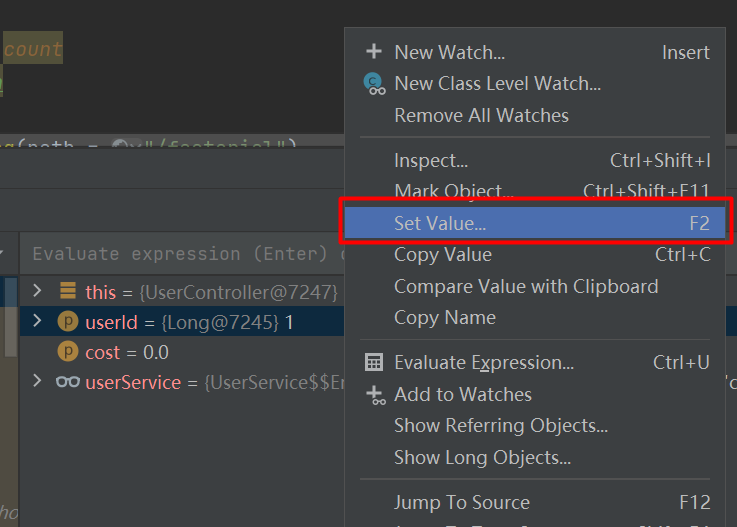 count
New Watch... Insert
New Class Level Watch...
Remove All Watches
(path = "/factorial")
Inspect... Ctrl+Shift+I
Mark Object... Ctrl+Shift+F11
Set Value... F2
Evaluate expression (Enter)
Copy Value Ctrl+C
this = {UserController@7247}
Compare Value with Clipboard
userId = {Long@7245} 1
Copy Name
cost = 0.0
Evaluate Expression... Ctrl+U
userService = {UserService$$En
Add to Watches
Show Referring Objects...
Show Long Objects...
Jump To Source F12